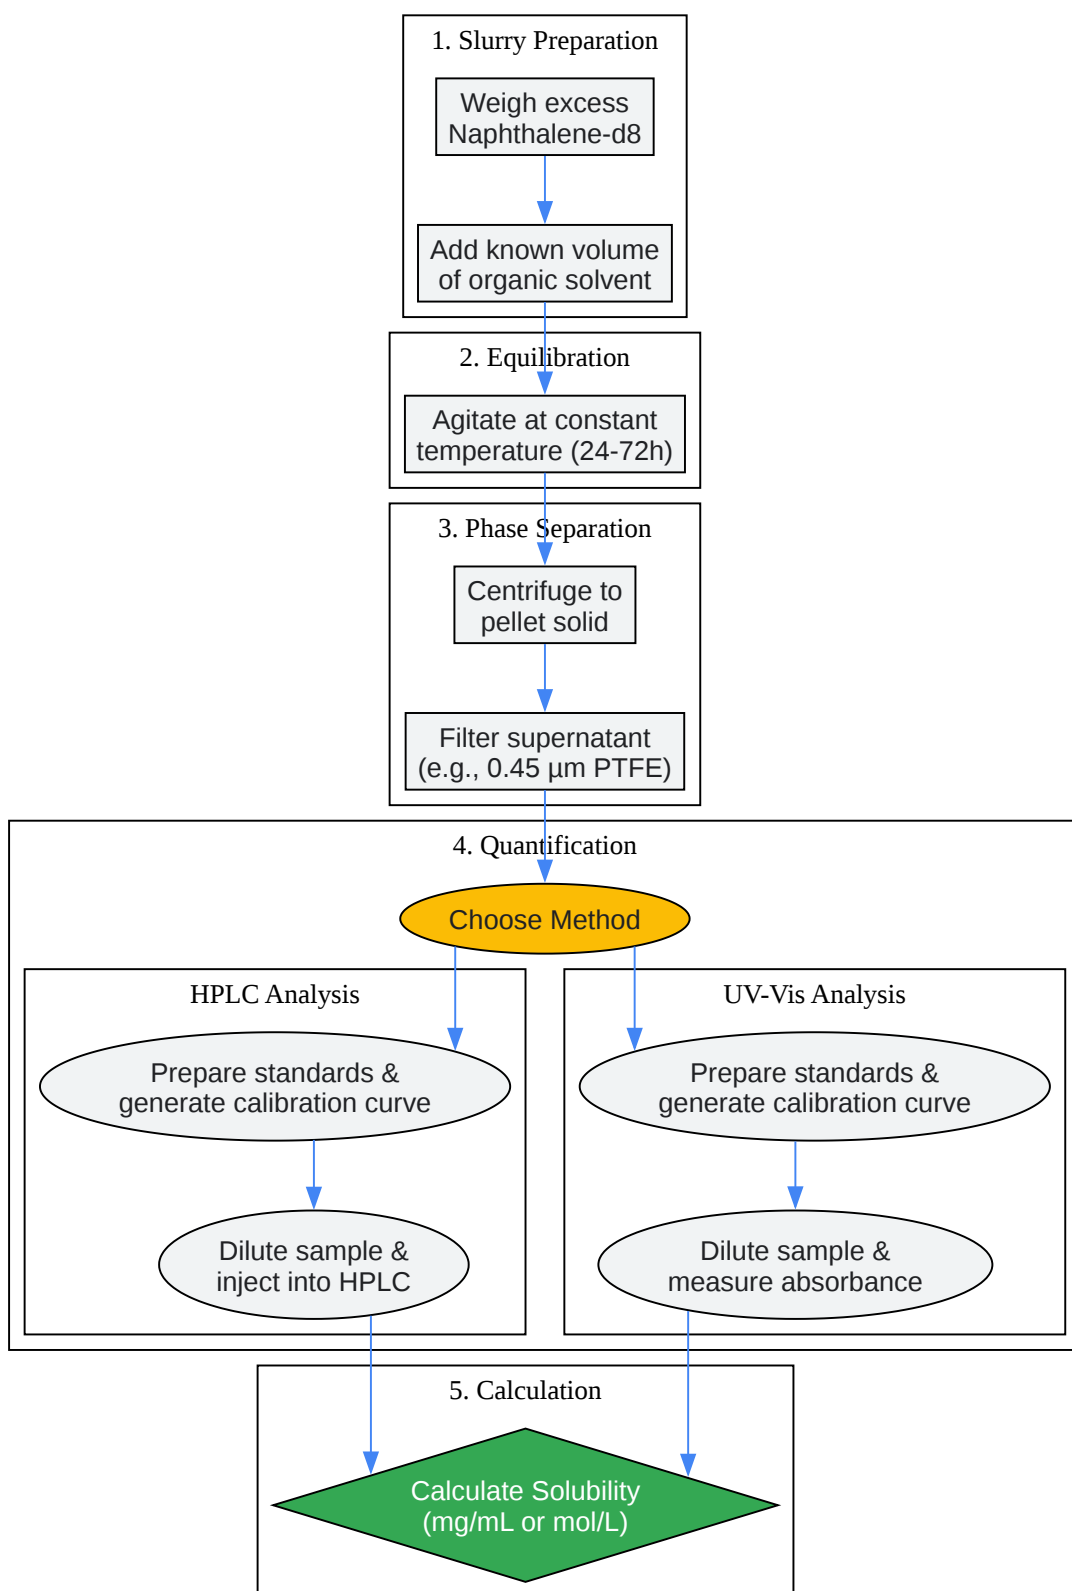 1. Slurry Preparation
Weigh excess
Naphthalene-d8
Add known volume
of organic solvent
2. Equilibration
Agitate at constant
temperature (24-72h)
3. Phase Separation
Centrifuge to
pellet solid
Filter supernatant
(e.g., 0.45 µm PTFE)
4. Quantification
Choose Method
HPLC Analysis
Prepare standards &
generate calibration curve
Dilute sample &
inject into HPLC
UV-Vis Analysis
Prepare standards &
generate calibration curve
Dilute sample &
measure absorbance
5. Calculation
Calculate Solubility
(mg/mL or mol/L)